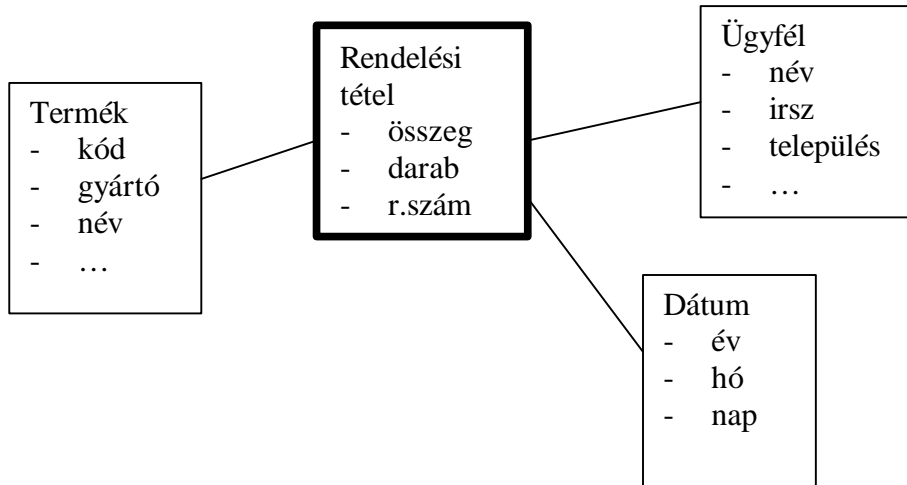 Termék
- kód
- gyártó
- név
- …
Rendelési
tétel
- összeg
- darab
- r.szám
Ügyfél
- név
- irsz
- település
- …
Dátum
- év
- hó
- nap